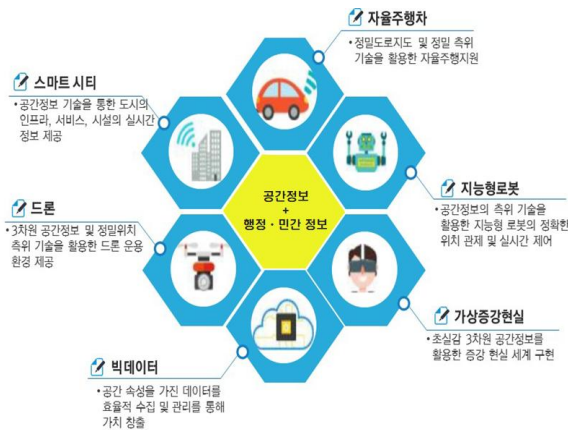 자율주행차
• 정밀도로지도 및 정밀 측위
기술을 활용한 자율주행지원
스마트 시티
• 공간정보 기술을 통한 도시의
인프라, 서비스, 시설의 실시간
정보 제공
지능형로봇
• 공간정보의 측위 기술을
활용한 지능형 로봇의 정확한
위치 관제 및 실시간 제어
공간정보
+
행정 · 민간 정보
드론
• 3차원 공간정보 및 정밀위치
측위 기술을 활용한 드론 운용
환경 제공
가상증강현실
• 초실감 3차원 공간정보를
활용한 증강 현실 세계 구현
빅데이터
• 공간 속성을 가진 데이터를
효율적 수집 및 관리를 통해
가치 창출